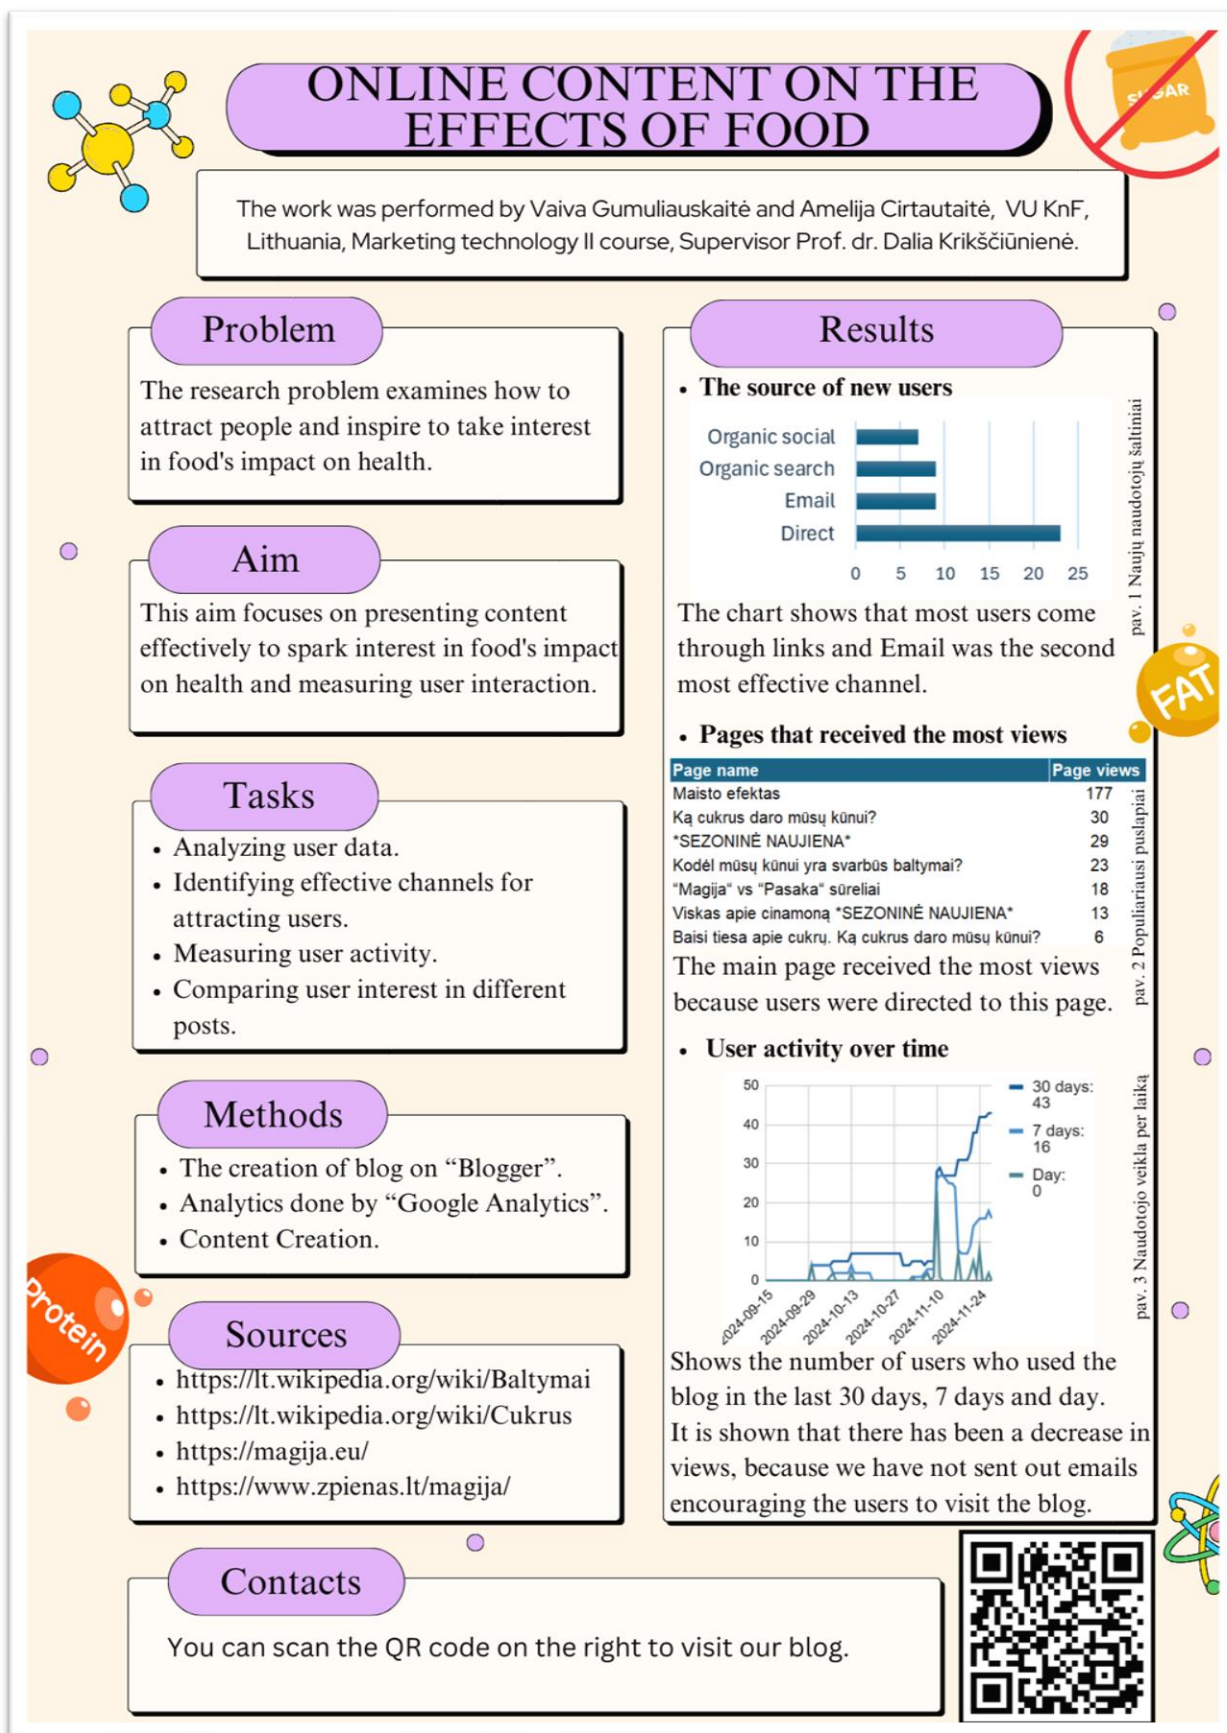 ONLINE CONTENT ON THE
EFFECTS OF FOOD
SUGAR
The work was performed by Vaiva Gumuliauskaitė and Amelija Cirtautaitė, VU KnF,
Lithuania, Marketing technology II course, Supervisor Prof. dr. Dalia Krikščiūnienė.
Problem
The research problem examines how to
attract people and inspire to take interest
in food's impact on health.
Aim
This aim focuses on presenting content
effectively to spark interest in food's impact
on health and measuring user interaction.
Tasks
• Analyzing user data.
• Identifying effective channels for
attracting users.
• Measuring user activity.
• Comparing user interest in different
posts.
Methods
• The creation of blog on “Blogger”.
• Analytics done by “Google Analytics”.
• Content Creation.
Protein
Sources
• https://lt.wikipedia.org/wiki/Baltymai
• https://lt.wikipedia.org/wiki/Cukrus
• https://magija.eu/
• https://www.zpienas.lt/magija/
Results
• The source of new users
Organic social
Organic search
Email
Direct
0 5 10 15 20 25
pav. 1 Naujų naudotojų šaltiniai
The chart shows that most users come
through links and Email was the second
most effective channel.
FAT
• Pages that received the most views
Page name Page views
Maisto efektas 177
Ką cukrus daro mūsų kūnui? 30
*SEZONINĖ NAUJIENA* 29
Kodėl mūsų kūnui yra svarbūs baltymai? 23
"Magija" vs "Pasaka" sūreliai 18
Viskas apie cinamoną *SEZONINĖ NAUJIENA* 13
Baisi tiesa apie cukrų. Ką cukrus daro mūsų kūnui? 6
pav. 2 Populiariausi puslapiai
The main page received the most views
because users were directed to this page.
• User activity over time
50
40
30
20
10
0
2024-09-15 2024-09-29 2024-10-13 2024-10-27 2024-11-10 2024-11-24
30 days:
43
7 days:
16
Day:
0
pav. 3 Naudotojo veikla per laiką
Shows the number of users who used the
blog in the last 30 days, 7 days and day.
It is shown that there has been a decrease in
views, because we have not sent out emails
encouraging the users to visit the blog.
Contacts
You can scan the QR code on the right to visit our blog.